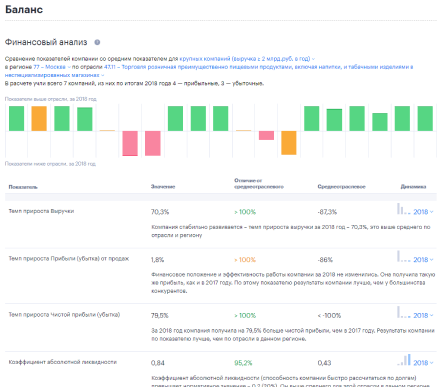 Баланс
Финансовый анализ
Сравнение показателей компании со средним показателем для крупных компаний (выручка ≥ 2 млрд.руб. в год)
в регионе 77 – Москва – по отрасли 47.11 – Торговля розничная преимущественно пищевыми продуктами, включая напитки, и табачными изделиями в
неспециализированных магазинах
В расчете учли всего 7 компаний, из них по итогам 2018 года 4 — прибыльные, 3 — убыточные.
Показатели выше отрасли, за 2018 год
Показатели ниже отрасли, за 2018 год
Показатель Значение Отличие от среднеотраслевого Среднеотраслевое Динамика
Темп прироста Выручки 70,3% > 100% -87,3% 2018
Компания стабильно развивается – темп прироста выручки за 2018 год – 70,3%, это выше среднего по
отрасли и региону
Темп прироста Прибыли (убытка) от продаж 1,8% > 100% -86% 2018
Финансовое положение и эффективность работы компании за 2018 не изменились. Она получила такую
же прибыль, как и в 2017 году. По этому показателю результаты компании лучше, чем у большинства
конкурентов.
Темп прироста Чистой прибыли (убытка) 79,5% > 100% < -100% 2018
За 2018 год компания получила на 79,5% больше чистой прибыли, чем в 2017 году. Результаты компании
по показателю лучше, чем по отрасли в данном регионе.
Коэффициент абсолютной ликвидности 0,84 95,2% 0,43 2018
Коэффициент абсолютной ликвидности (способность компании быстро рассчитаться по долгам)